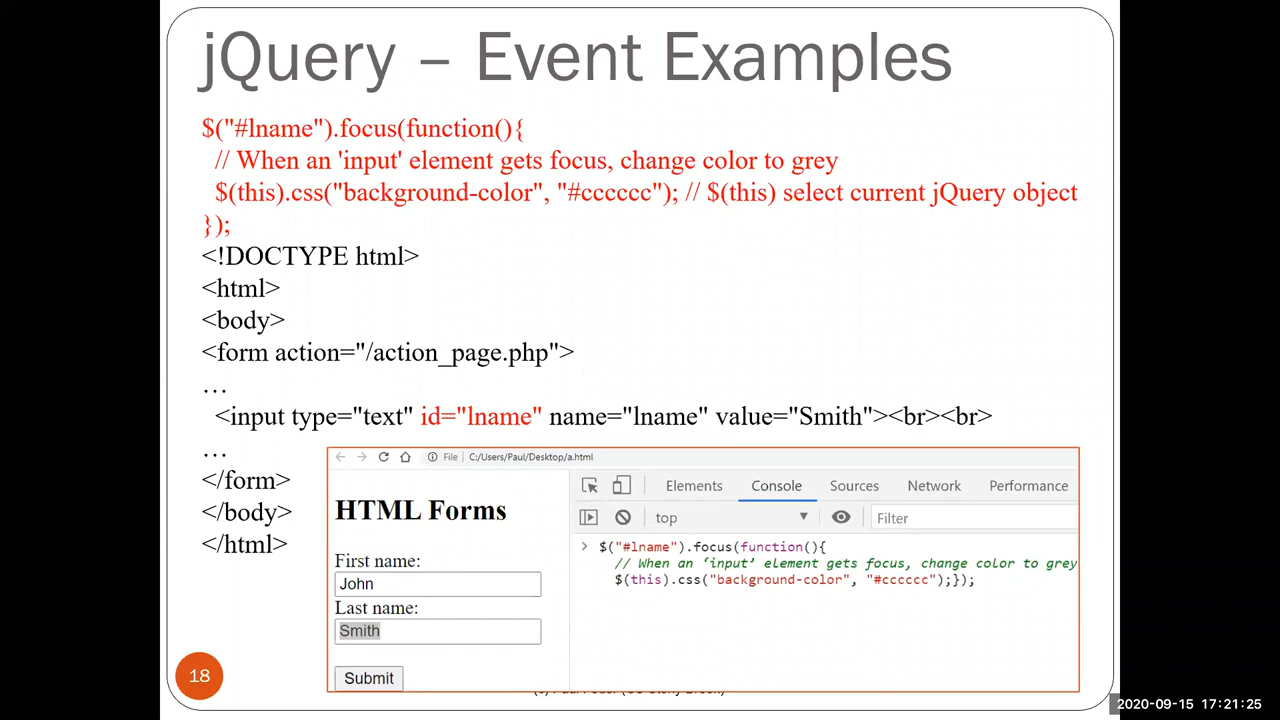 jQuery – Event Examples
$("#lname").focus(function(){
// When an 'input' element gets focus, change color to grey
$(this).css("background-color", "#cccccc"); // $(this) select current jQuery object
});
<!DOCTYPE html>
<html>
<body>
<form action="/action_page.php">
…
<input type="text" id="lname" name="lname" value="Smith"><br><br>
…
</form>
</body>
</html>
File | C:/Users/Paul/Desktop/a.html
HTML Forms
First name:
John
Last name:
Smith
Submit
Elements Console Sources Network Performance
top Filter
> $("#lname").focus(function(){
// When an ‘input’ element gets focus, change color to grey
$(this).css("background-color", "#cccccc");});
18
2020-09-15 17:21:25